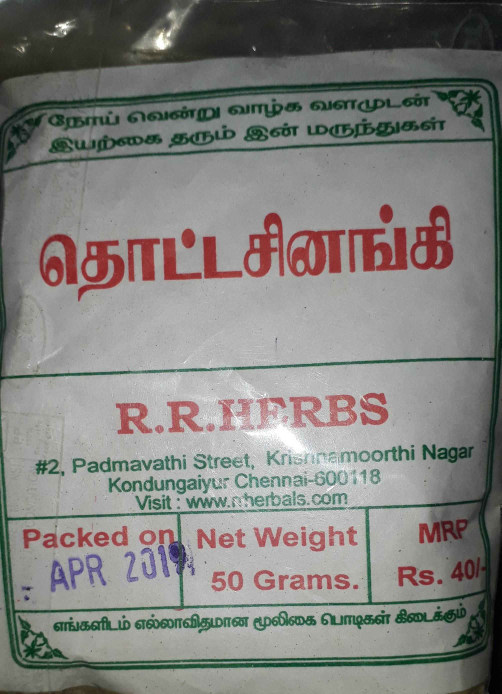 நோய் வென்று வாழ்க வளமுடன்
இயற்கை தரும் இன் மருந்துகள்
தொட்டசினங்கி
R.R.HERBS
#2, Padmavathi Street, Krishnamoorthi Nagar
Kondungaiyur Chennai-600118
Visit : www.rrherbals.com
Packed on
APR 2019
Net Weight
50 Grams.
MRP
Rs. 40/-
எங்களிடம் எல்லாவிதமான மூலிகை பொடிகள் கிடைக்கும்